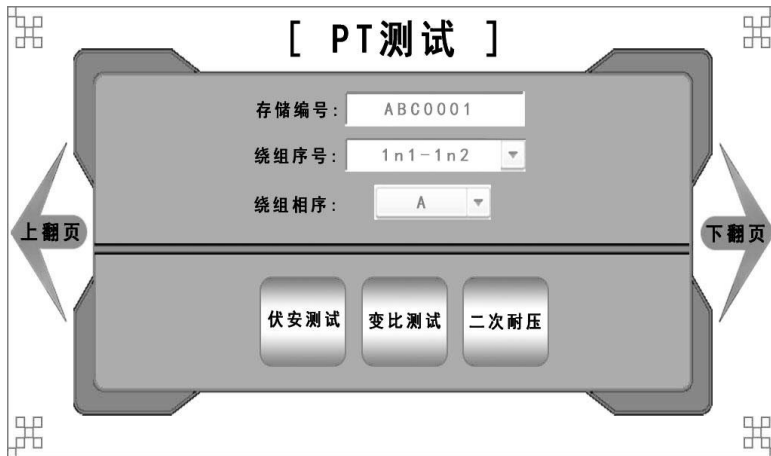 [ PT测试 ]
存储编号: ABC0001
绕组序号: 1n1-1n2
绕组相序: A
上翻页
下翻页
伏安测试 变比测试 二次耐压